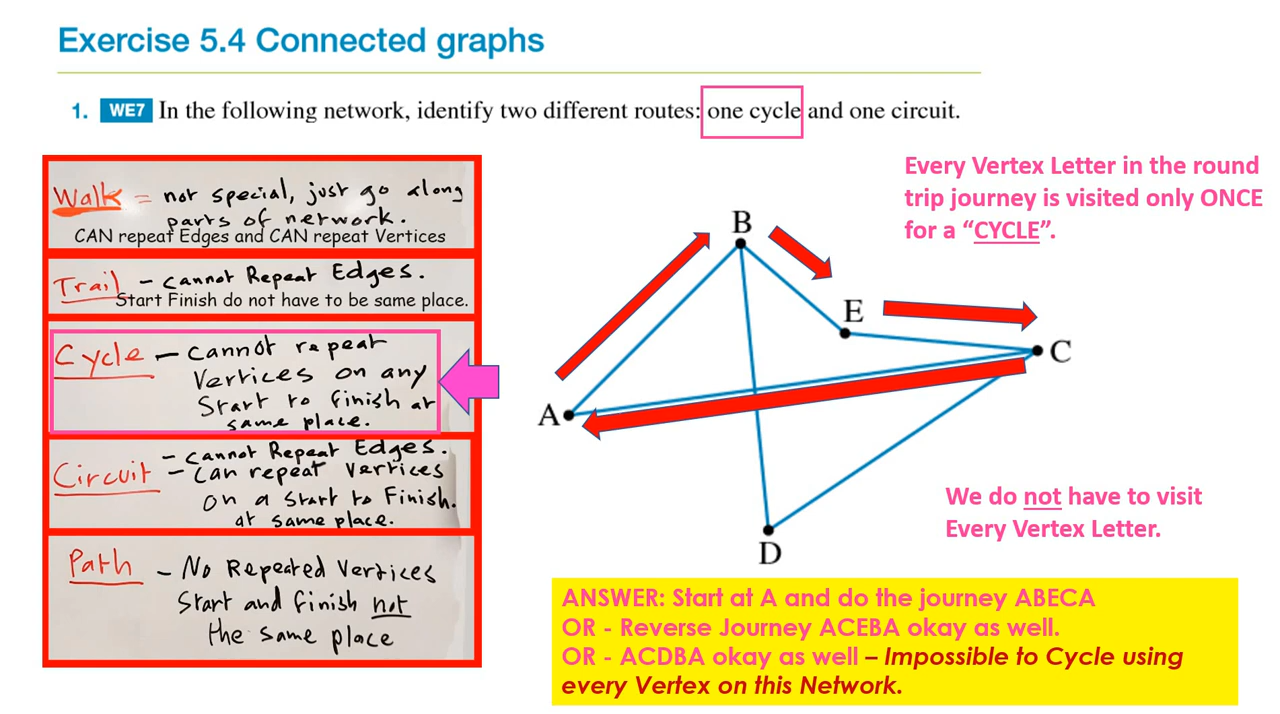 Exercise 5.4 Connected graphs
1. WE7 In the following network, identify two different routes: one cycle and one circuit.
Walk = not special, just go along
parts of network.
CAN repeat Edges and CAN repeat Vertices
Trail - cannot Repeat Edges.
Start Finish do not have to be same place.
Cycle - cannot repeat
vertices on any
start to finish at
same place.
Circuit - cannot Repeat Edges.
- can repeat vertices
on a start to Finish.
at same place.
Path - No Repeated Vertices
Start and finish not
the same place
Every Vertex Letter in the round
trip journey is visited only ONCE
for a “CYCLE”.
B
E
C
A
D
We do not have to visit
Every Vertex Letter.
ANSWER: Start at A and do the journey ABECA
OR - Reverse Journey ACEBA okay as well.
OR - ACDBA okay as well – Impossible to Cycle using
every Vertex on this Network.